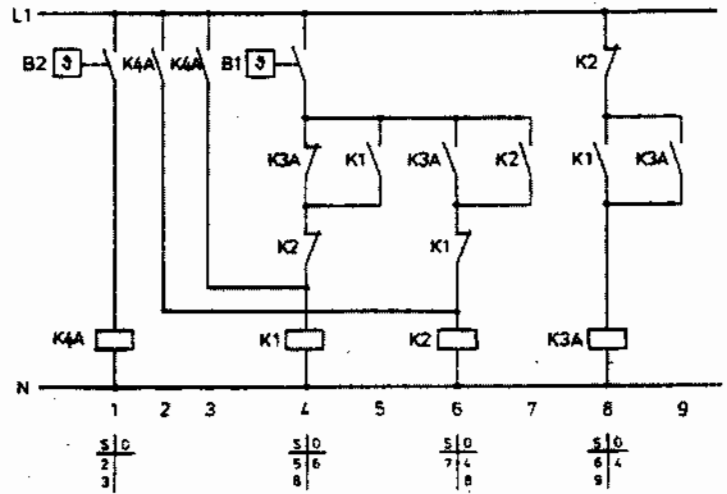 L1
B2 ϑ K4A K4A B1 ϑ K2
K3A K1 K3A K2 K1 K3A
K2 K1
K4A K1 K2 K3A
N
1 2 3 4 5 6 7 8 9
S Ö S Ö S Ö S Ö
2 5 6 7 4 6 4
3 8 8 9